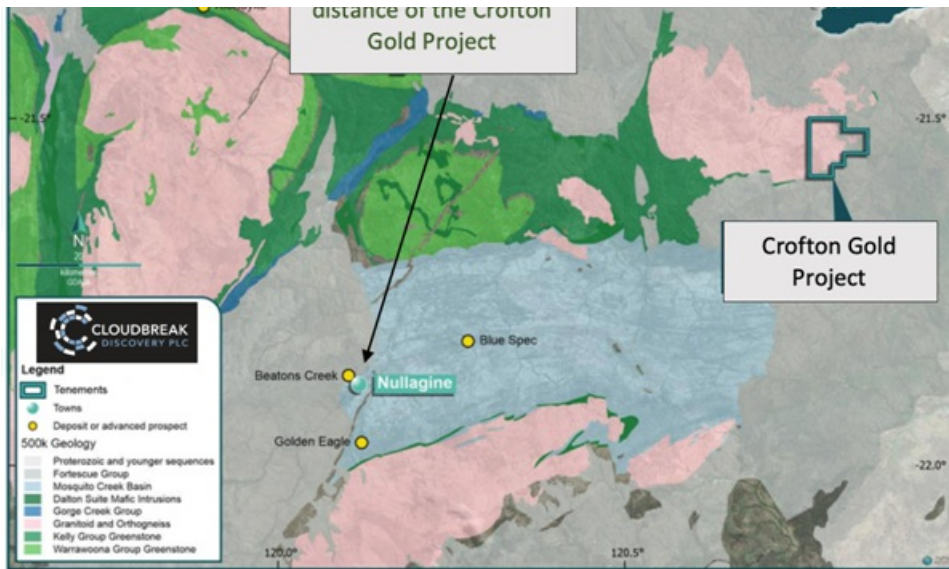 distance of the Crofton
Gold Project
-21.5°
-21.5°
N
20
Crofton Gold
Project
CLOUDBREAK
DISCOVERY PLC
Legend
Tenements
Towns
Deposit or advanced prospect
500k Geology
Proterozoic and younger sequences
Fortescue Group
Mosquito Creek Basin
Dalton Suite Mafic Intrusions
Gorge Creek Group
Granitoid and Orthogneiss
Kelly Group Greenstone
Warrawoona Group Greenstone
Blue Spec
Beatons Creek
Nullagine
Golden Eagle
-22.0°
120.0°
120.5°